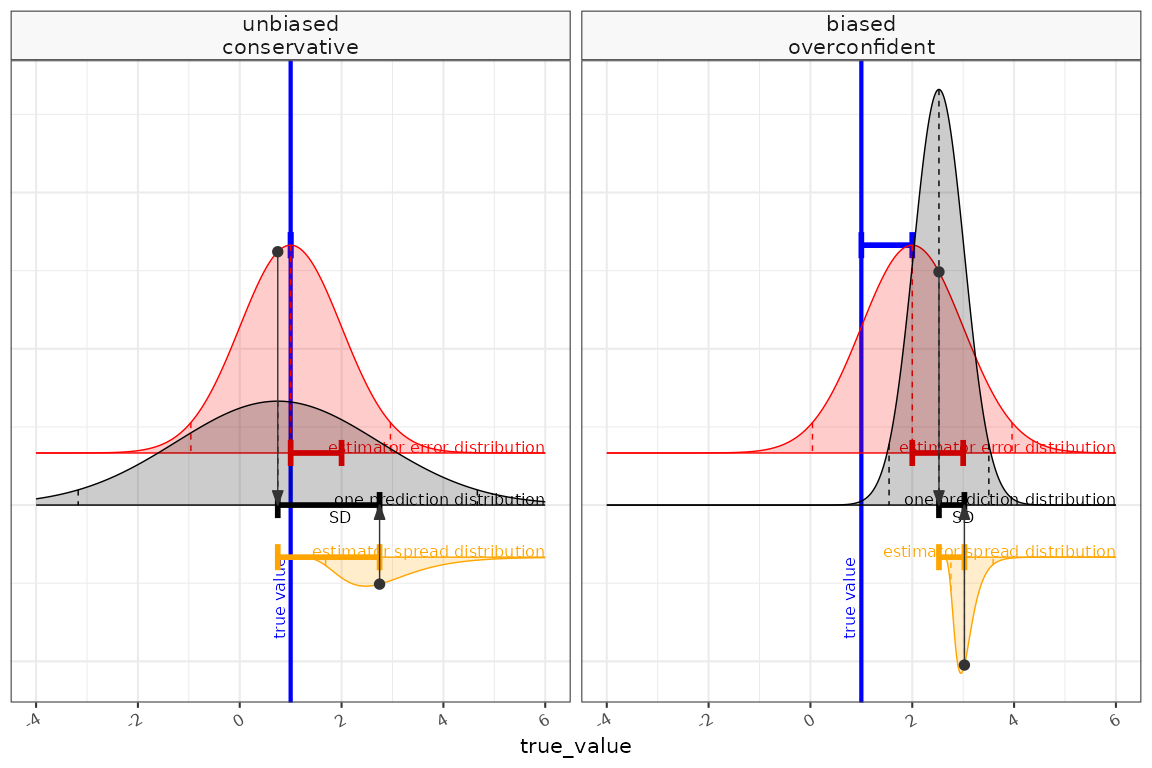 unbiased
conservative
biased
overconfident
estimator error distribution
estimator error distribution
one prediction distribution
one prediction distribution
SD
SD
estimator spread distribution
estimator spread distribution
true value
true value
-4
-2
0
2
4
6
-4
-2
0
2
4
6
true_value